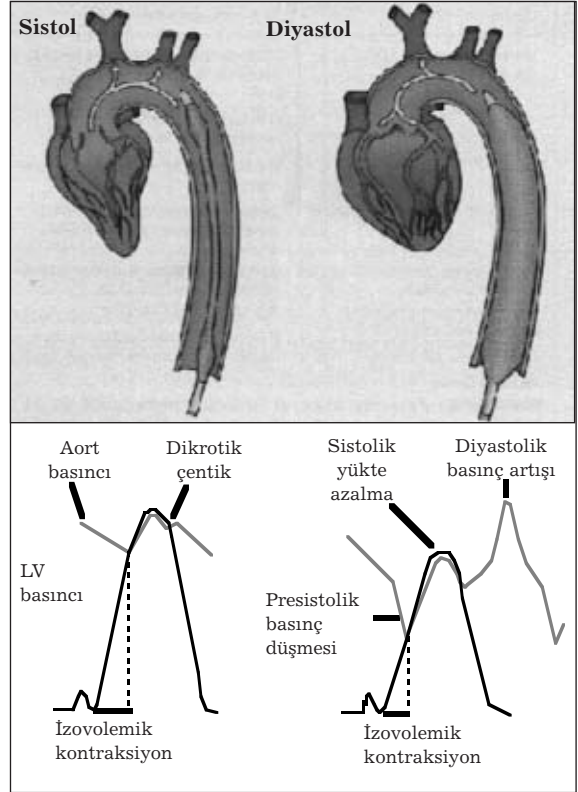 Sistol
Diyastol
Aort
basıncı
Dikrotik
çentik
LV
basıncı
İzovolemik
kontraksiyon
Sistolik
yükte
azalma
Diyastolik
basınç artışı
Presistolik
basınç
düşmesi
İzovolemik
kontraksiyon